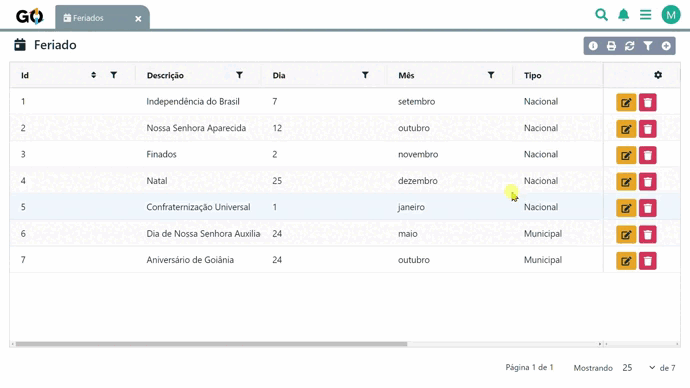 GO Feriados M
Feriado
Id Descrição Dia Mês Tipo
1 Independência do Brasil 7 setembro Nacional
2 Nossa Senhora Aparecida 12 outubro Nacional
3 Finados 2 novembro Nacional
4 Natal 25 dezembro Nacional
5 Confraternização Universal 1 janeiro Nacional
6 Dia de Nossa Senhora Auxilia 24 maio Municipal
7 Aniversário de Goiânia 24 outubro Municipal
Página 1 de 1 Mostrando 25 de 7